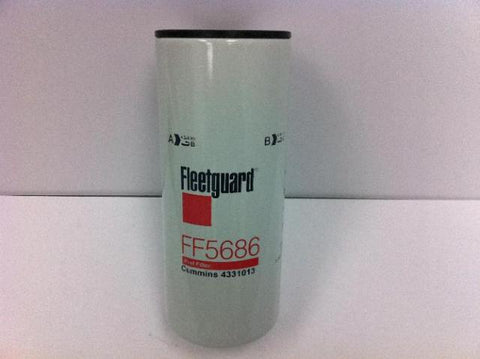 A B
Fleetguard
FF5686
Fuel Filter
Cummins 4331013